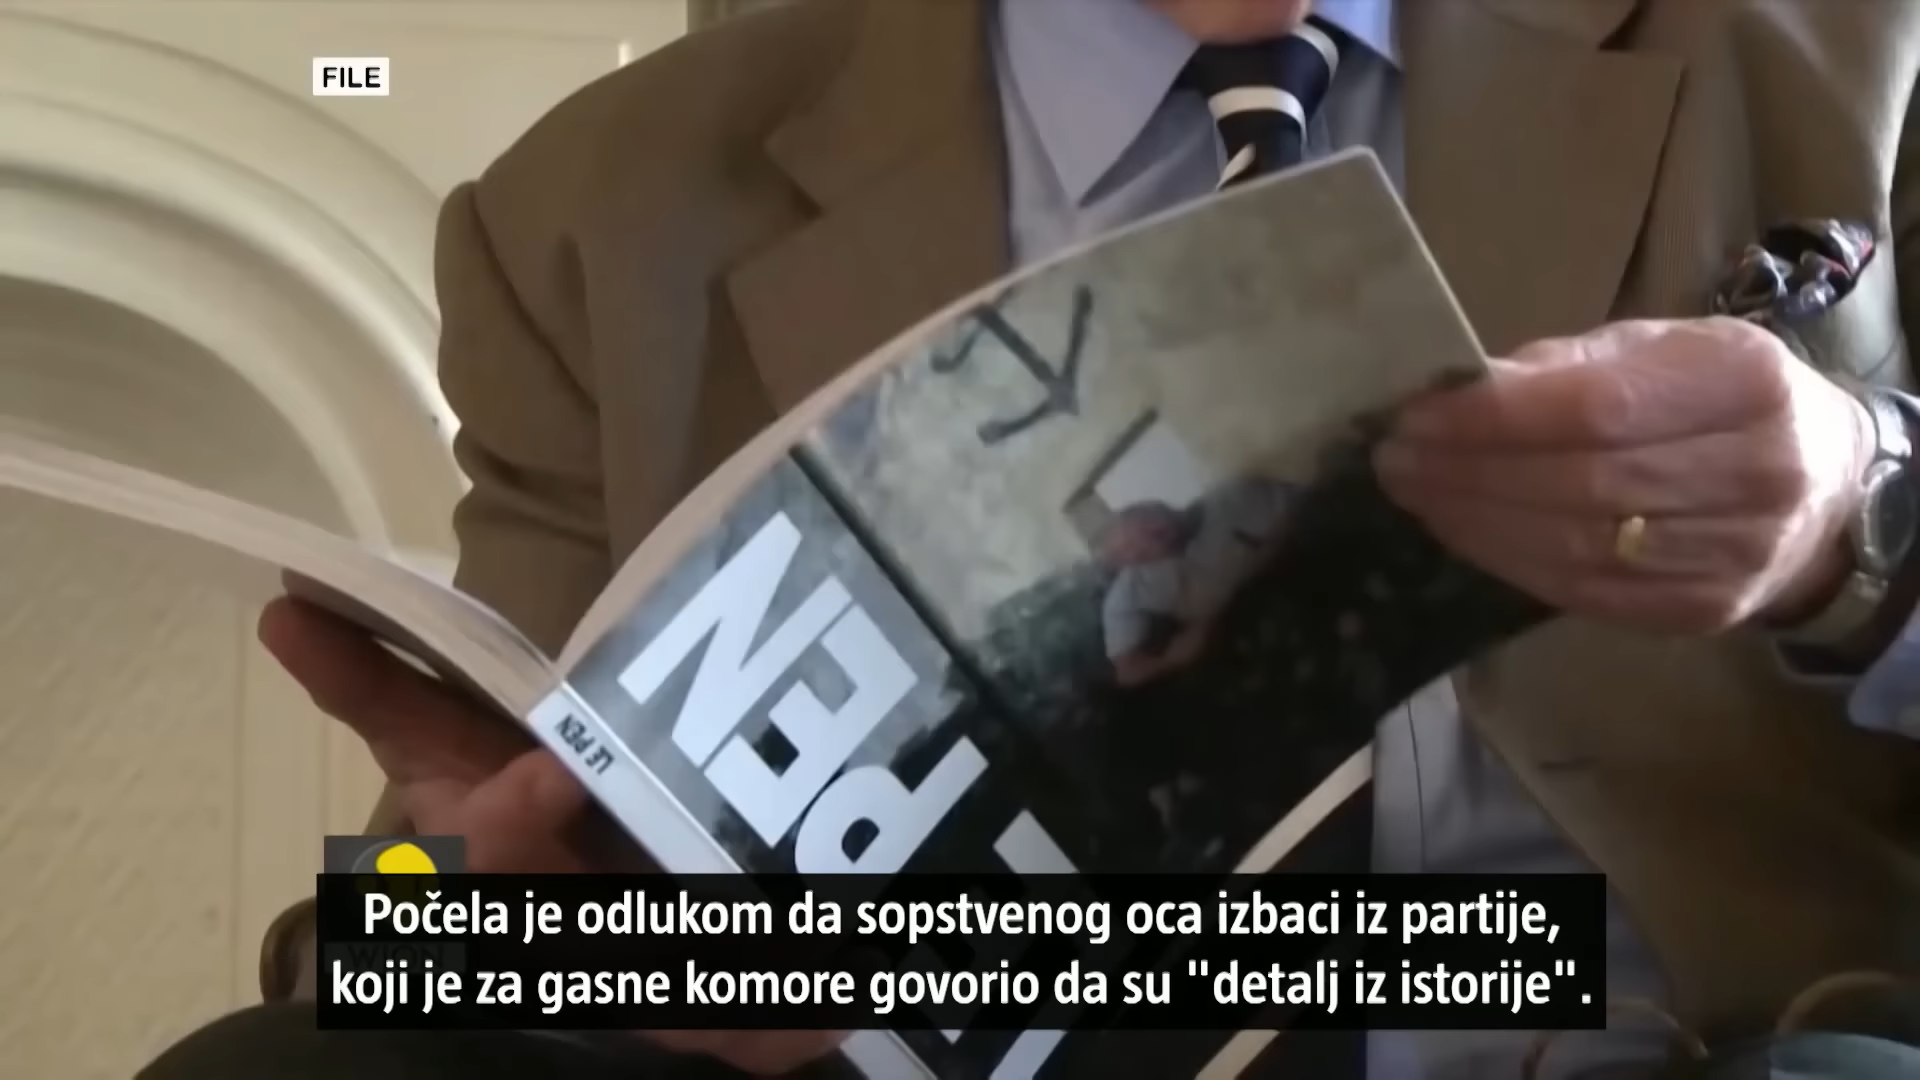 FILE
LE PEN
PEN
WION
Počela je odlukom da sopstvenog oca izbaci iz partije,
koji je za gasne komore govorio da su "detalj iz istorije".